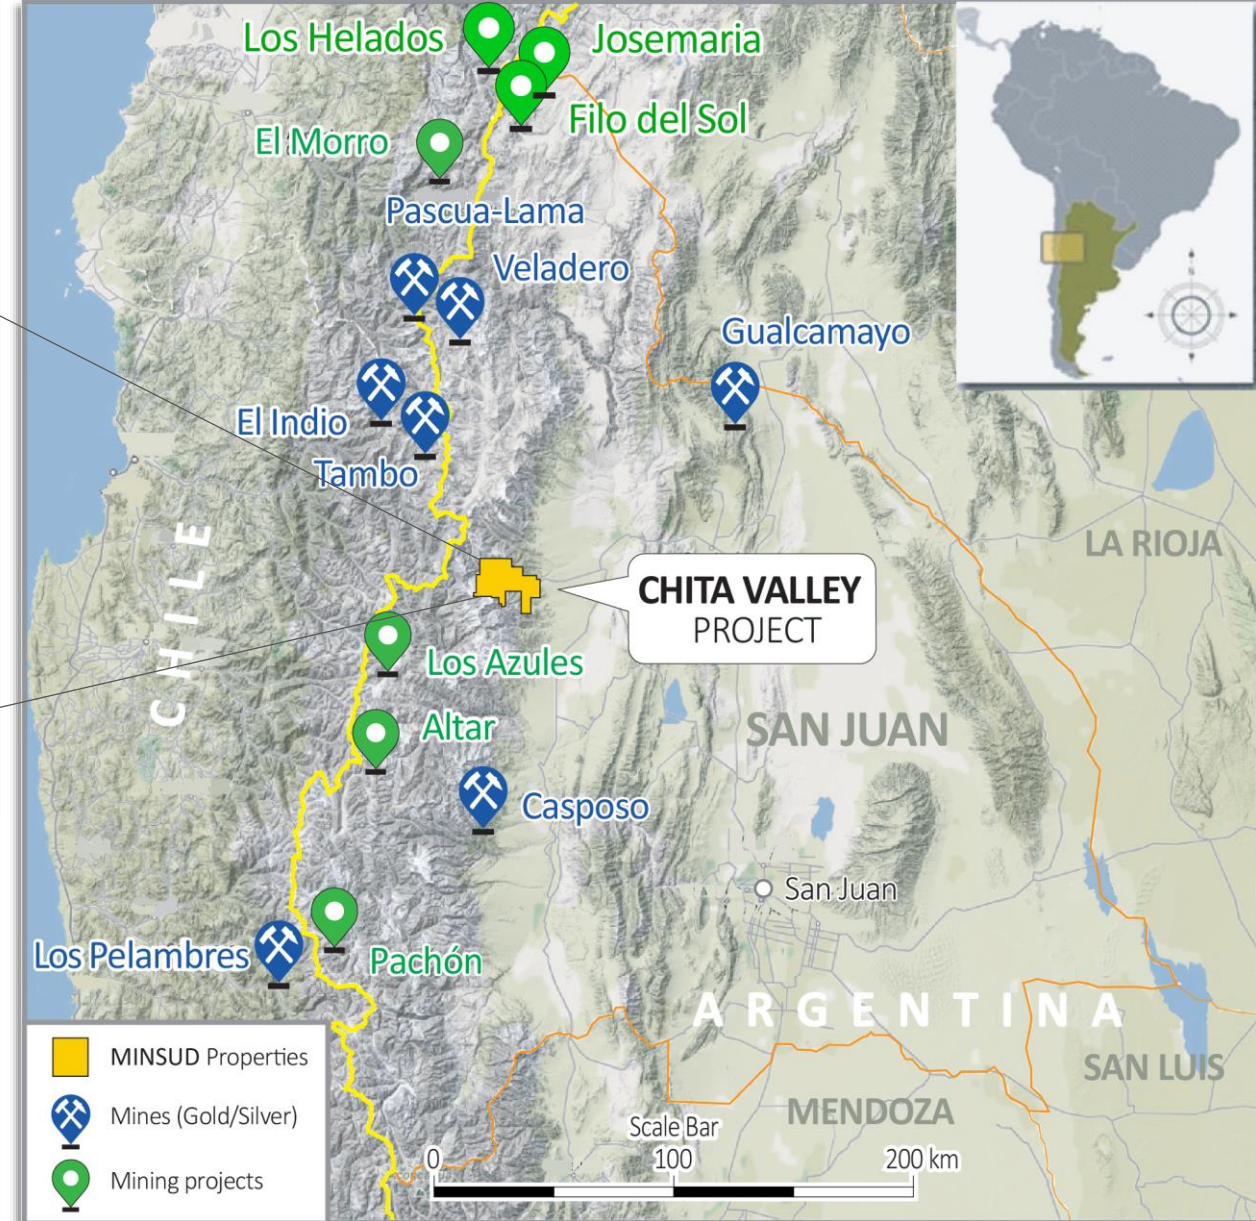 Los Helados
Josemaria
Filo del Sol
El Morro
Pascua-Lama
Veladero
N
Gualcamayo
El Indio
Tambo
CHILE
LA RIOJA
CHITA VALLEY
PROJECT
Los Azules
SAN JUAN
Altar
Casposo
San Juan
Los Pelambres
Pachón
ARGENTINA
SAN LUIS
MENDOZA
MINSUD Properties
Mines (Gold/Silver)
Mining projects
Scale Bar
0 100 200 km